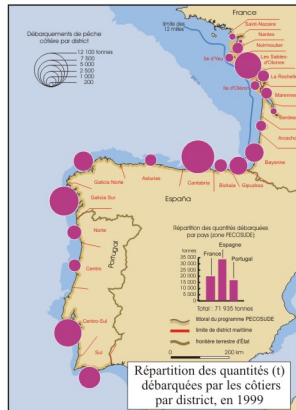 Débarquements de pêche
côtière par district
12 100 tonnes
7 500
5 000
2 500
1 000
200
limite des
12 milles
France
Saint-Nazaire
Nantes
Noirmoutier
Ile d'Yeu
Les Sables-
d'Olonne
La Rochelle
Ile d'Oléron
Marennes
Bordeaux
Arcachon
Bayonne
Galicia Norte
Asturias
Cantabria
Bizkaia
Gipuzkoa
Galicia Sur
España
Norte
Portugal
Centro
Centro-Sul
Sul
Répartition des quantités débarquées
par pays (zone PECOSUDE)
tonnes
Espagne
France
Portugal
35 000
30 000
25 000
20 000
15 000
10 000
5 000
0
Total : 71 935 tonnes
littoral du programme PECOSUDE
limite de district maritime
frontière terrestre d'État
0
200 km
Répartition des quantités (t)
débarquées par les côtiers
par district, en 1999